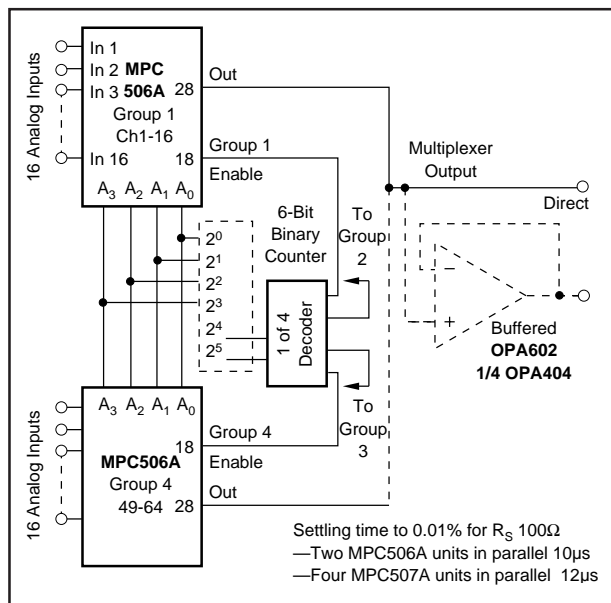 In 1
In 2 MPC
In 3 506A
Group 1
Ch1-16
In 16
28
18
A3 A2 A1 A0
16 Analog Inputs
Out
Group 1
Enable
Multiplexer
Output
Direct
6-Bit
Binary
Counter
To
Group
2
2⁰
2¹
2²
2³
2⁴
2⁵
1 of 4
Decoder
−
+
Buffered
OPA602
1/4 OPA404
To
Group
3
A3 A2 A1 A0
16 Analog Inputs
18
MPC506A
Group 4
49-64
28
Group 4
Enable
Out
Settling time to 0.01% for RS 100Ω
—Two MPC506A units in parallel 10µs
—Four MPC507A units in parallel 12µs